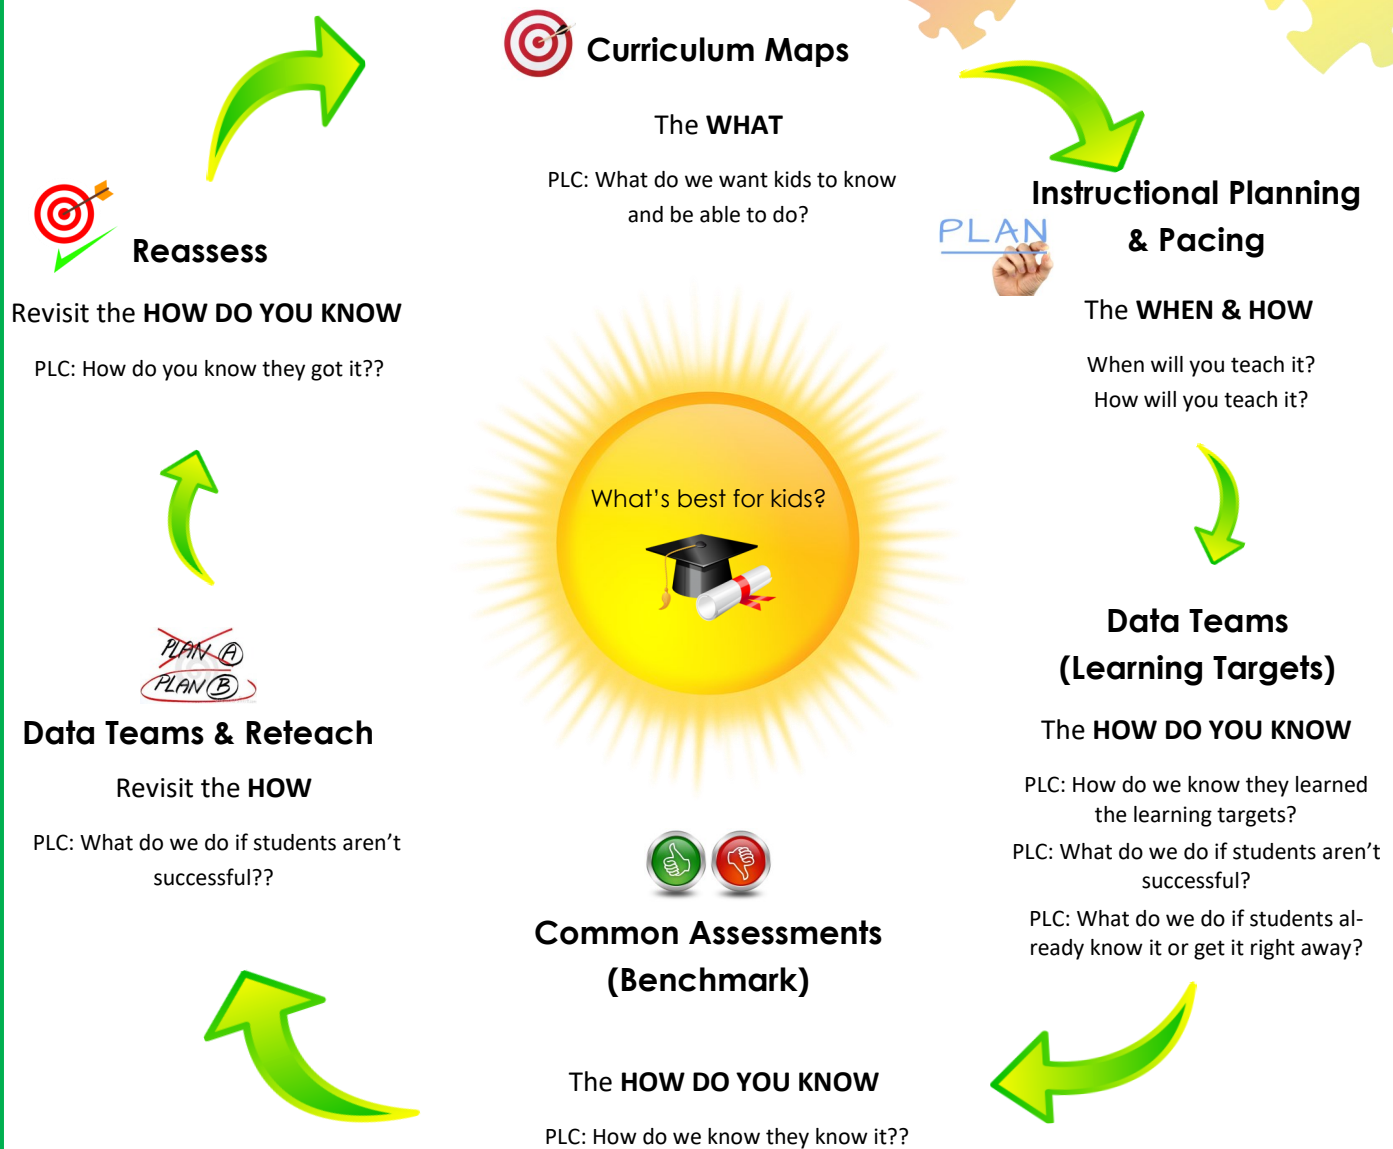 Curriculum Maps
The WHAT
PLC: What do we want kids to know
and be able to do?
PLAN
Instructional Planning
& Pacing
The WHEN & HOW
When will you teach it?
How will you teach it?
Data Teams
(Learning Targets)
The HOW DO YOU KNOW
PLC: How do we know they learned
the learning targets?
PLC: What do we do if students aren't
successful?
PLC: What do we do if students al-
ready know it or get it right away?
Common Assessments
(Benchmark)
The HOW DO YOU KNOW
PLC: How do we know they know it??
PLAN A
PLAN B
Data Teams & Reteach
Revisit the HOW
PLC: What do we do if students aren't
successful??
Reassess
Revisit the HOW DO YOU KNOW
PLC: How do you know they got it??
What's best for kids?